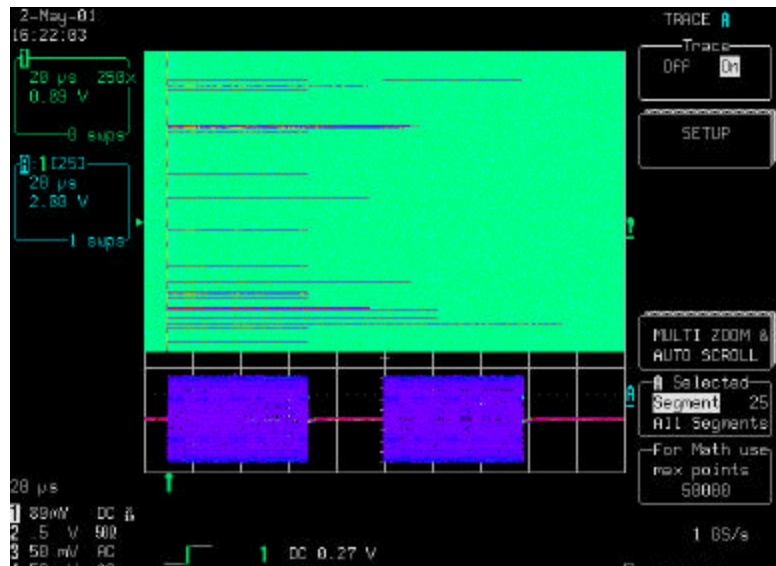 2-May-01
16:22:03
TRACE A
1
20 µs 250x
0.89 V
0 swps
A:1[25]
20 µs
2.00 V
1 swps
Trace
OFF On
SETUP
MULTI ZOOM &
AUTO SCROLL
A
A Selected
Segment 25
All Segments
For Math use
max points
50000
20 µs
1 80mV DC
2 .5 V 50Ω
3 50 mV AC
1 DC 0.27 V
1 GS/s